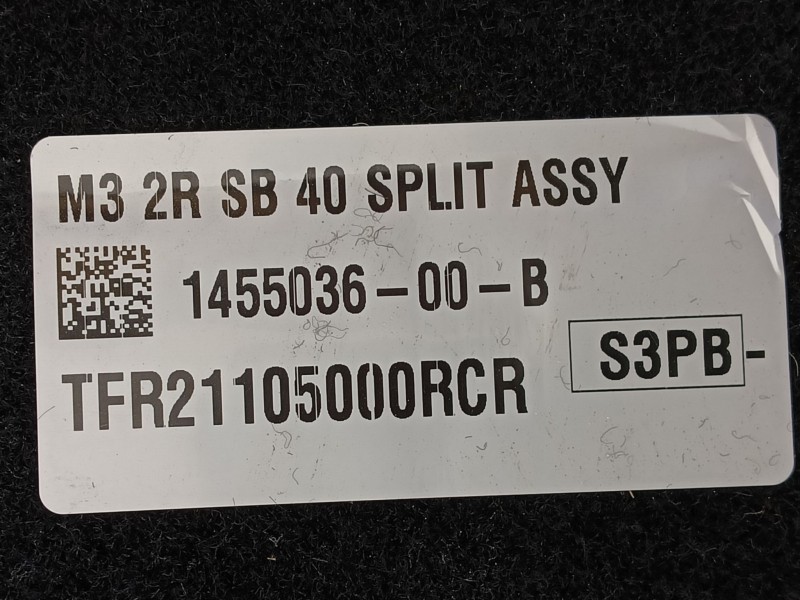 M3 2R SB 40 SPLIT ASSY
1455036-00-B
S3PB-
TFR21105000RCR